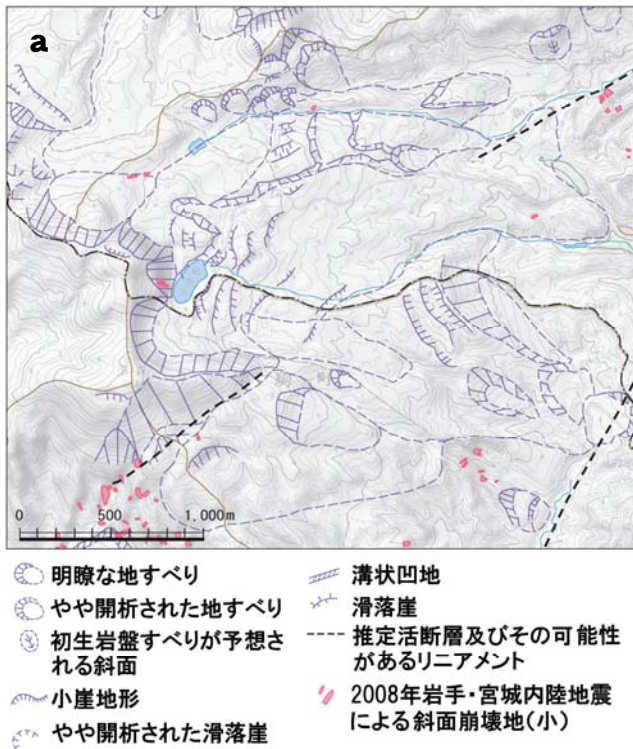 a
0 500 1,000m
明瞭な地すべり
やや開析された地すべり
初生岩盤すべりが予想さ
れる斜面
小崖地形
やや開析された滑落崖
溝状凹地
滑落崖
推定活断層及びその可能性
があるリニアメント
2008年岩手・宮城内陸地震
による斜面崩壊地(小)